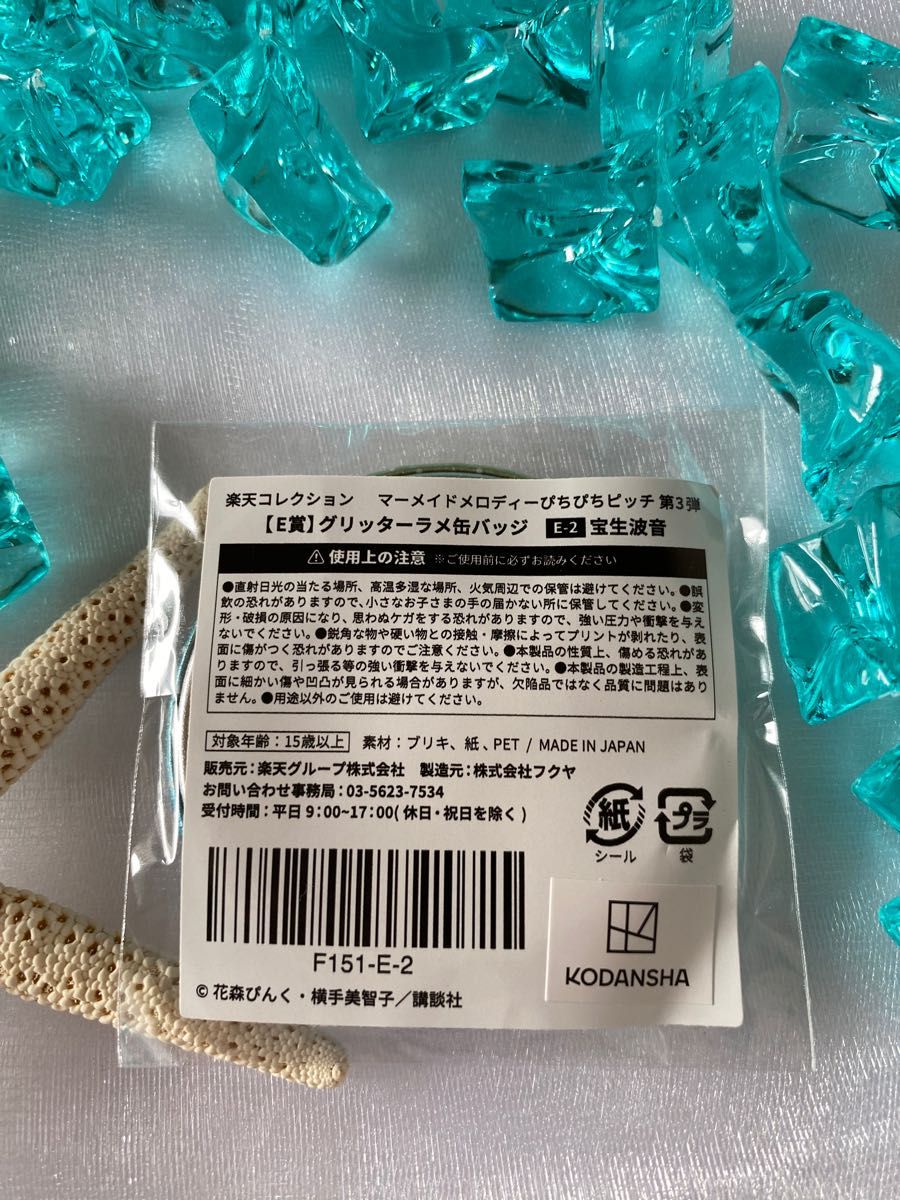 楽天コレクション　マーメイドメロディーぴちぴちピッチ 第3弾
【E賞】グリッターラメ缶バッジ E-2 宝生波音
⚠ 使用上の注意 ※ご使用前に必ずお読みください
●直射日光の当たる場所、高温多湿な場所、火気周辺での保管は避けてください。●誤
飲の恐れがありますので、小さなお子さまの手の届かない所に保管してください。●変
形・破損の原因になり、思わぬケガをする恐れがありますので、強い圧力や衝撃を与え
ないでください。●鋭角な物や硬い物との接触・摩擦によってプリントが剥れたり、表
面に傷がつく恐れがありますのでご注意ください。●本製品の性質上、傷める恐れがあ
りますので、引っ張る等の強い衝撃を与えないでください。●本製品の製造工程上、表
面に細かい傷や凹凸が見られる場合がありますが、欠陥品ではなく品質に問題はあり
ません。●用途以外のご使用は避けてください。
対象年齢：15歳以上 素材：ブリキ、紙、PET / MADE IN JAPAN
販売元：楽天グループ株式会社　製造元：株式会社フクヤ
お問い合わせ事務局：03-5623-7534
受付時間：平日 9：00~17：00( 休日・祝日を除く )
紙 プラ
シール 袋
F151-E-2
KODANSHA
© 花森ぴんく・横手美智子／講談社